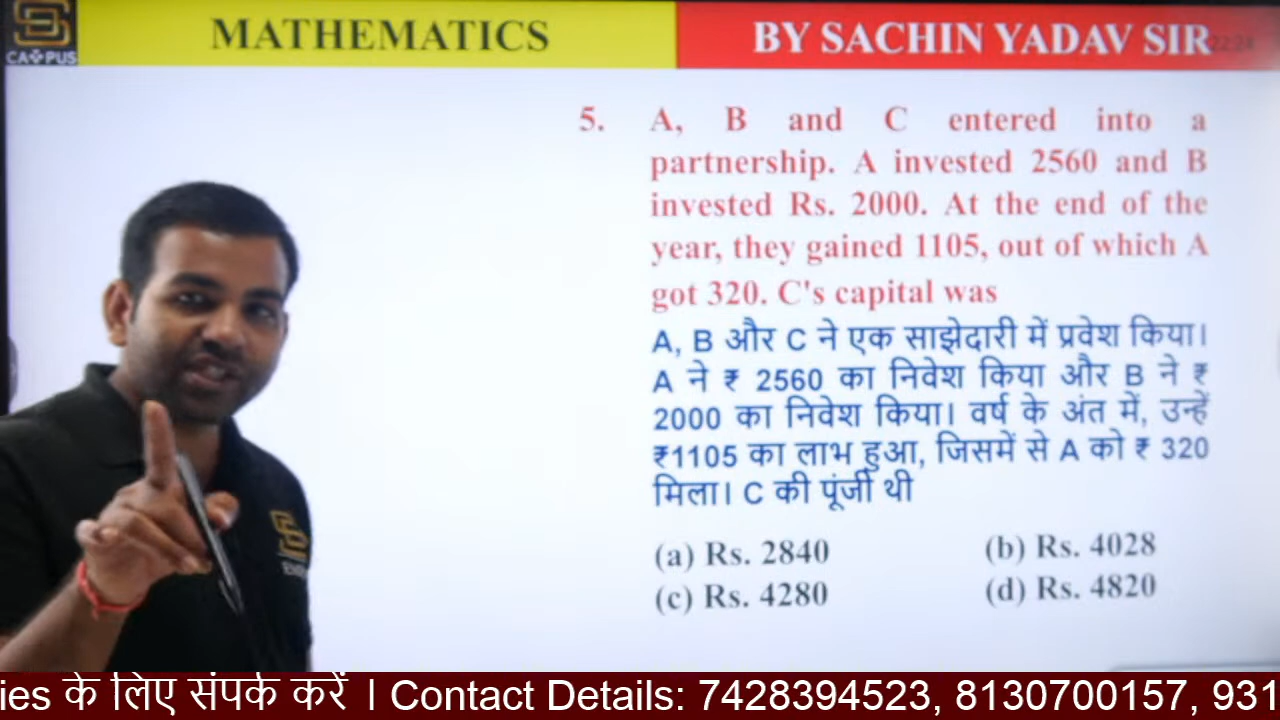 CAMPUS
MATHEMATICS
BY SACHIN YADAV SIR
22:24
5. A, B and C entered into a
partnership. A invested 2560 and B
invested Rs. 2000. At the end of the
year, they gained 1105, out of which A
got 320. C's capital was
A, B और C ने एक साझेदारी में प्रवेश किया।
A ने ₹ 2560 का निवेश किया और B ने ₹
2000 का निवेश किया। वर्ष के अंत में, उन्हें
₹1105 का लाभ हुआ, जिसमें से A को ₹ 320
मिला। C की पूंजी थी
(a) Rs. 2840 (b) Rs. 4028
(c) Rs. 4280 (d) Rs. 4820
ies के लिए संपर्क करें । Contact Details: 7428394523, 8130700157, 931